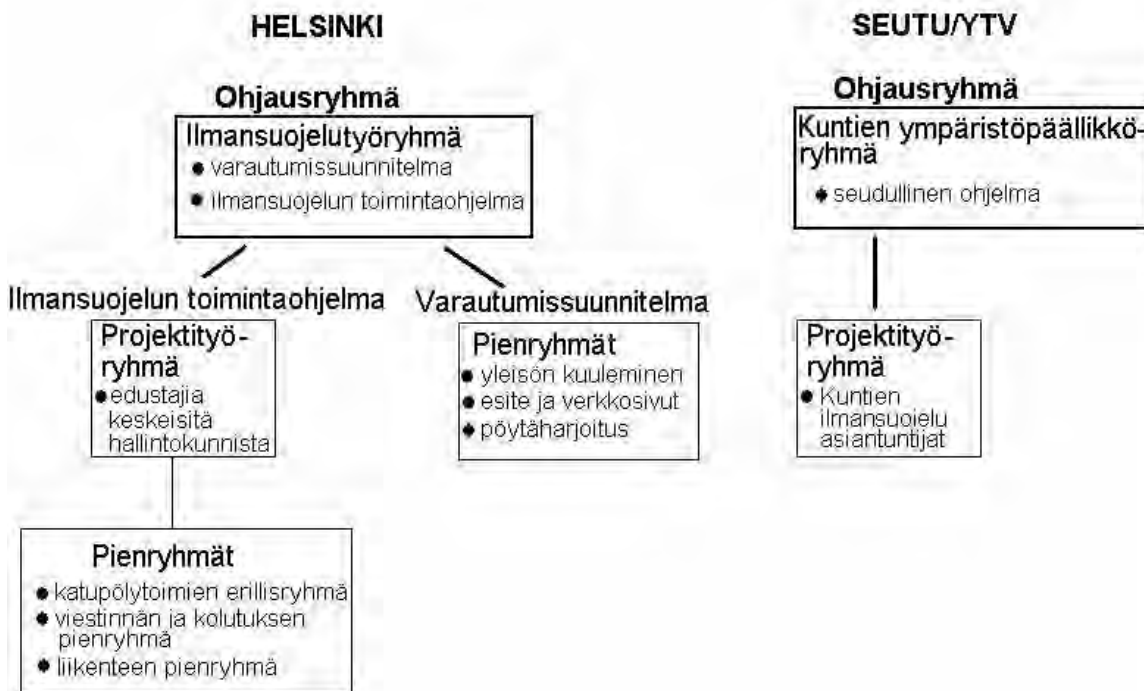 HELSINKI
Ohjausryhmä
Ilmansuojelutyöryhmä
● varautumissuunnitelma
● ilmansuojelun toimintaohjelma
Ilmansuojelun toimintaohjelma
Projektityö-
ryhmä
● edustajia
keskeisitä
hallintokunnista
Pienryhmät
● katupölytoimien erillisryhmä
● viestinnän ja kolutuksen
pienryhmä
● liikenteen pienryhmä
Varautumissuunnitelma
Pienryhmät
● yleisön kuuleminen
● esite ja verkkosivut
● pöytäharjoitus
SEUTU/YTV
Ohjausryhmä
Kuntien ympäristöpäällikkö-
ryhmä
● seudullinen ohjelma
Projektityö-
ryhmä
● Kuntien
ilmansuojelu
asiantuntijat